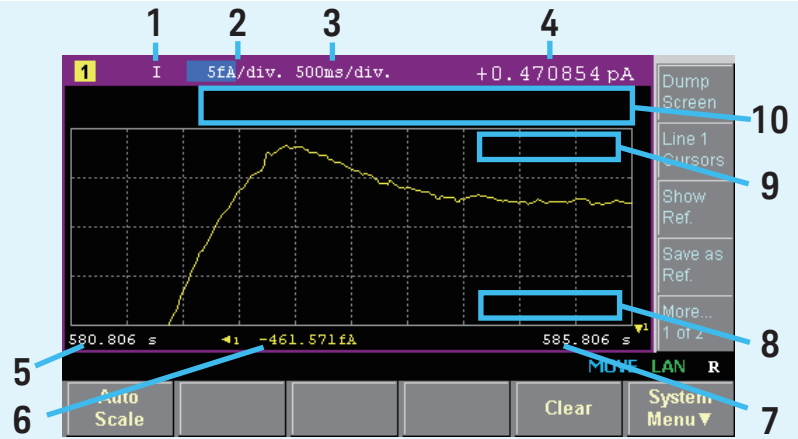 1 2 3 4
1 I 5fA/div. 500ms/div. +0.470854 pA
Dump Screen
10
Line 1 Cursors
9
Show Ref.
Save as Ref.
More... 1 of 2
8
580.806 s ◄1 -461.571fA 585.806 s ▼1
5
MOVE LAN R
Auto Scale
Clear
System Menu▼
6 7